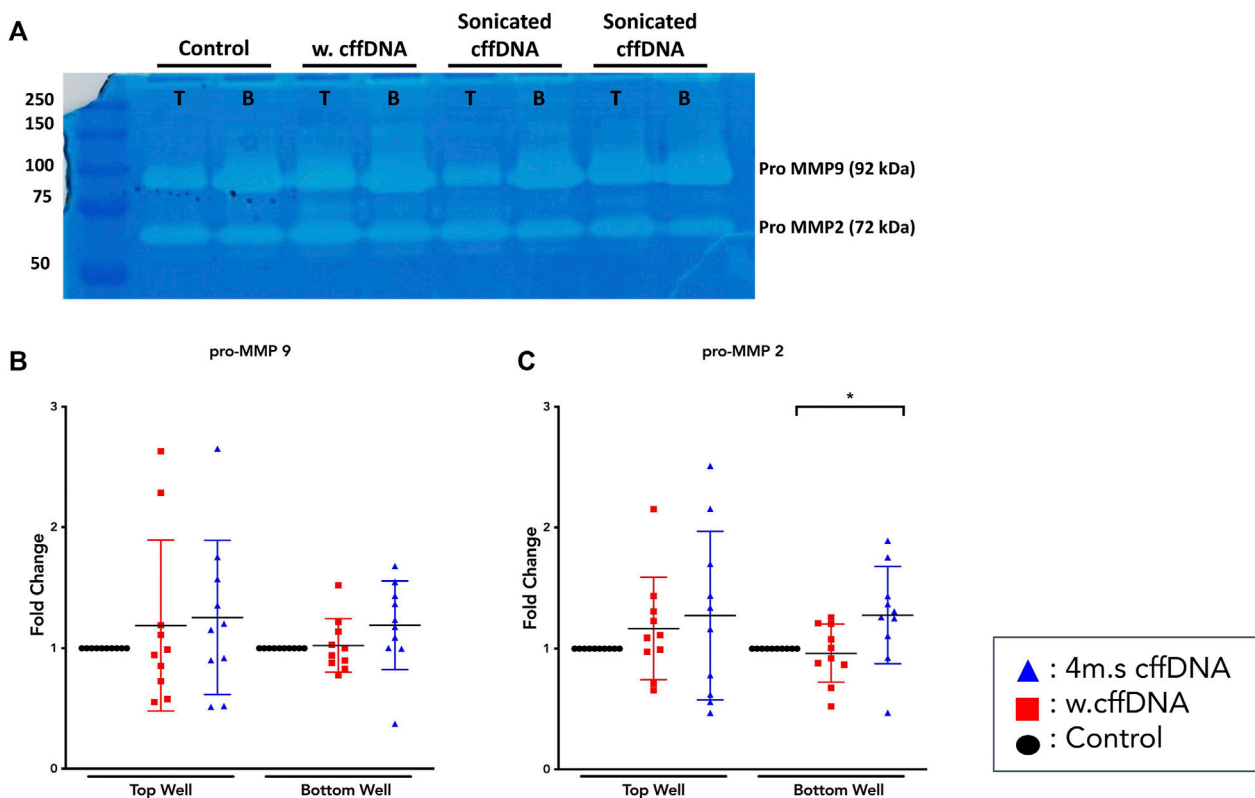 A
Control
w. cffDNA
Sonicated
cffDNA
Sonicated
cffDNA
T B T B T B T B
250
150
100
75
50
Pro MMP9 (92 kDa)
Pro MMP2 (72 kDa)
B
pro-MMP 9
Fold Change
3
2
1
0
Top Well
Bottom Well
C
pro-MMP 2
Fold Change
3
2
1
0
*
Top Well
Bottom Well
: 4m.s cffDNA
: w.cffDNA
: Control